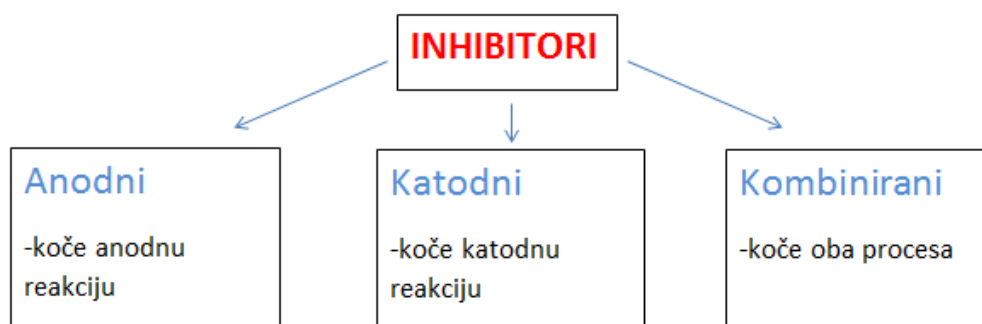 INHIBITORI
Anodni
-koče anodnu
reakciju
Katodni
-koče katodnu
reakciju
Kombinirani
-koče oba procesa